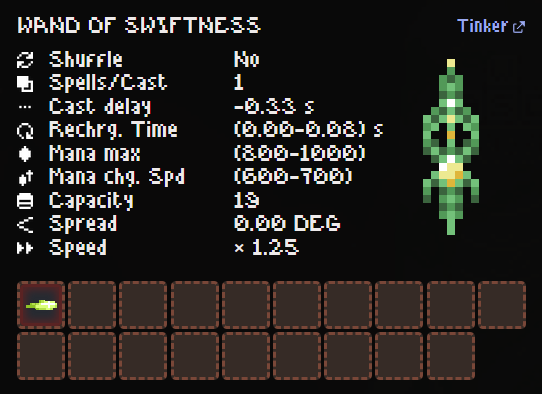 WAND OF SWIFTNESS
Tinker
Shuffle No
Spells/Cast 1
Cast delay -0.33 s
Rechrg. Time (0.00-0.08) s
Mana max (800-1000)
Mana chg. Spd (600-700)
Capacity 19
Spread 0.00 DEG
Speed × 1.25